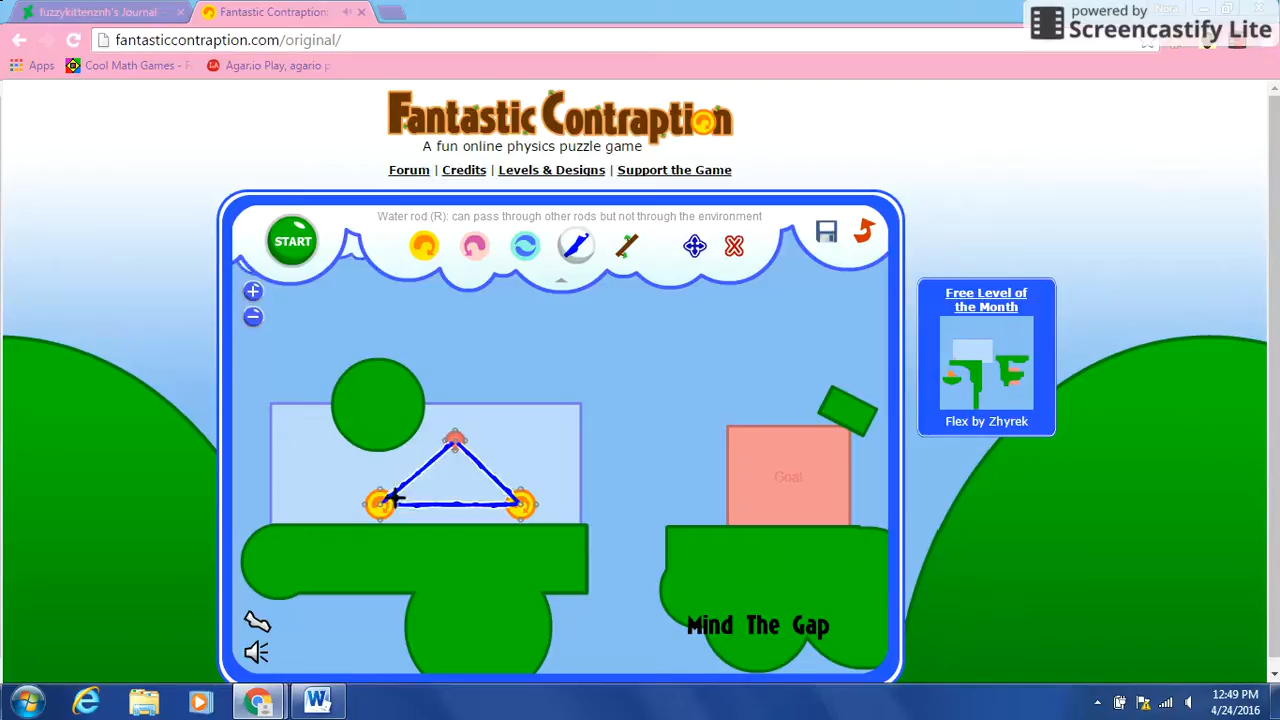 fuzzykittenznh's Journal
Fantastic Contraption:
powered by
Screencastify Lite
fantasticcontraption.com/original/
Apps
Cool Math Games - F
Agar.io Play, agario p
Fantastic Contraption
A fun online physics puzzle game
Forum | Credits | Levels & Designs | Support the Game
Water rod (R): can pass through other rods but not through the environment
START
Free Level of
the Month
Flex by Zhyrek
Goal
Mind The Gap
12:49 PM
4/24/2016